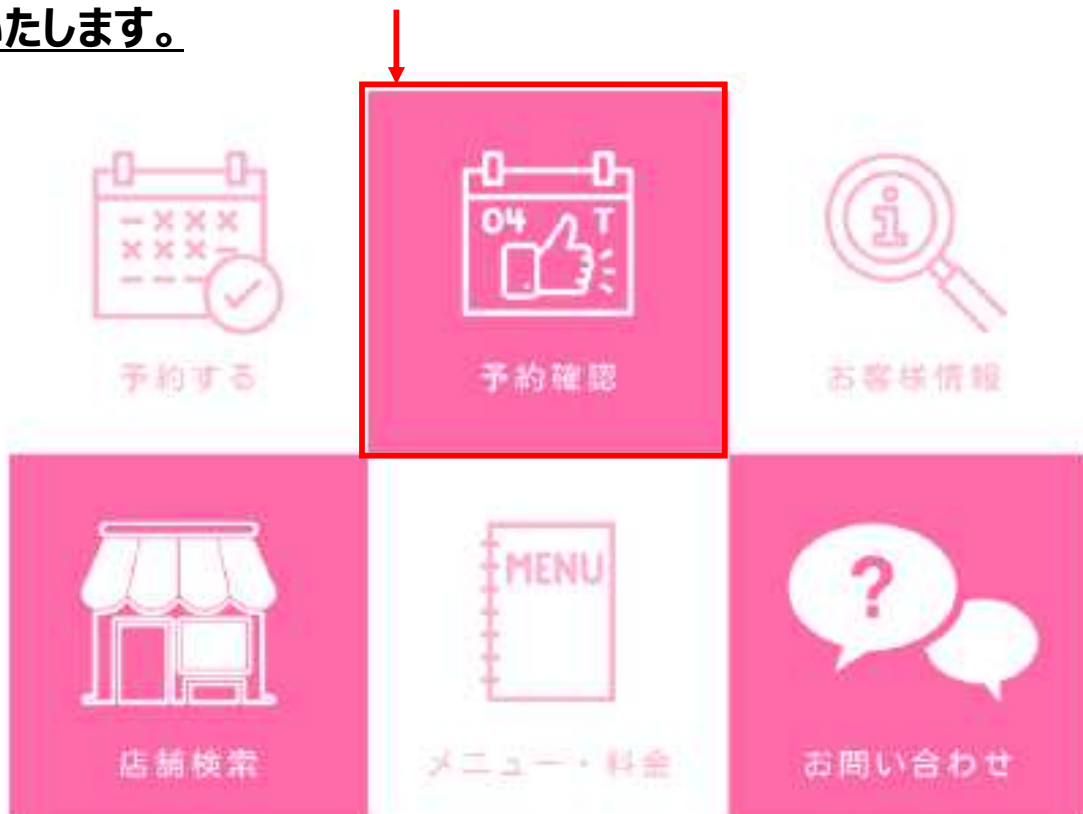 いたします。
04 T
i
予約する
予約確認
お客様情報
MENU
?
店舗検索
メニュー・料金
お問い合わせ